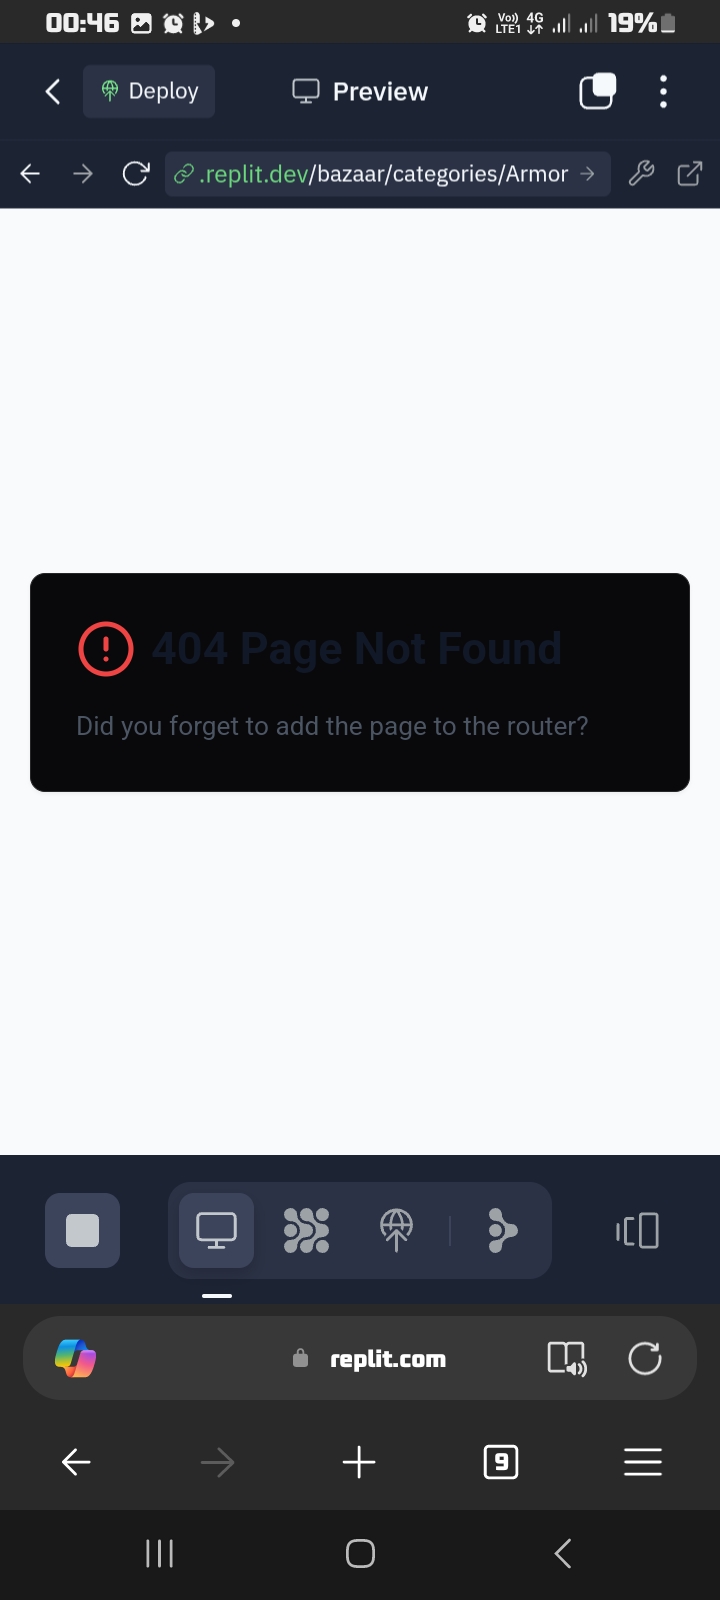 00:46
Vo)) 4G
LTE1
19%
Deploy
Preview
.replit.dev/bazaar/categories/Armor
404 Page Not Found
Did you forget to add the page to the router?
replit.com
9